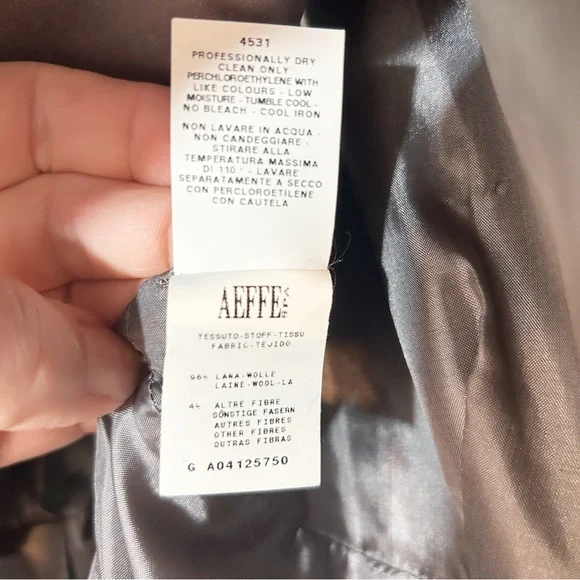 4531
PROFESSIONALLY DRY
CLEAN ONLY
PERCHLOROETHYLENE WITH
LIKE COLOURS - LOW
MOISTURE - TUMBLE COOL -
NO BLEACH - COOL IRON
NON LAVARE IN ACQUA -
NON CANDEGGIARE -
STIRARE ALLA
TEMPERATURA MASSIMA
DI 110° - LAVARE
SEPARATAMENTE A SECCO
CON PERCLOROETILENE
CON CAUTELA
AEFFE SPA
TESSUTO-STOFF-TISSU
FABRIC-TEJIDO
96% LANA-WOLLE
LAINE-WOOL-LA
4% ALTRE FIBRE
SONSTIGE FASERN
AUTRES FIBRES
OTHER FIBRES
OUTRAS FIBRAS
G A04125750